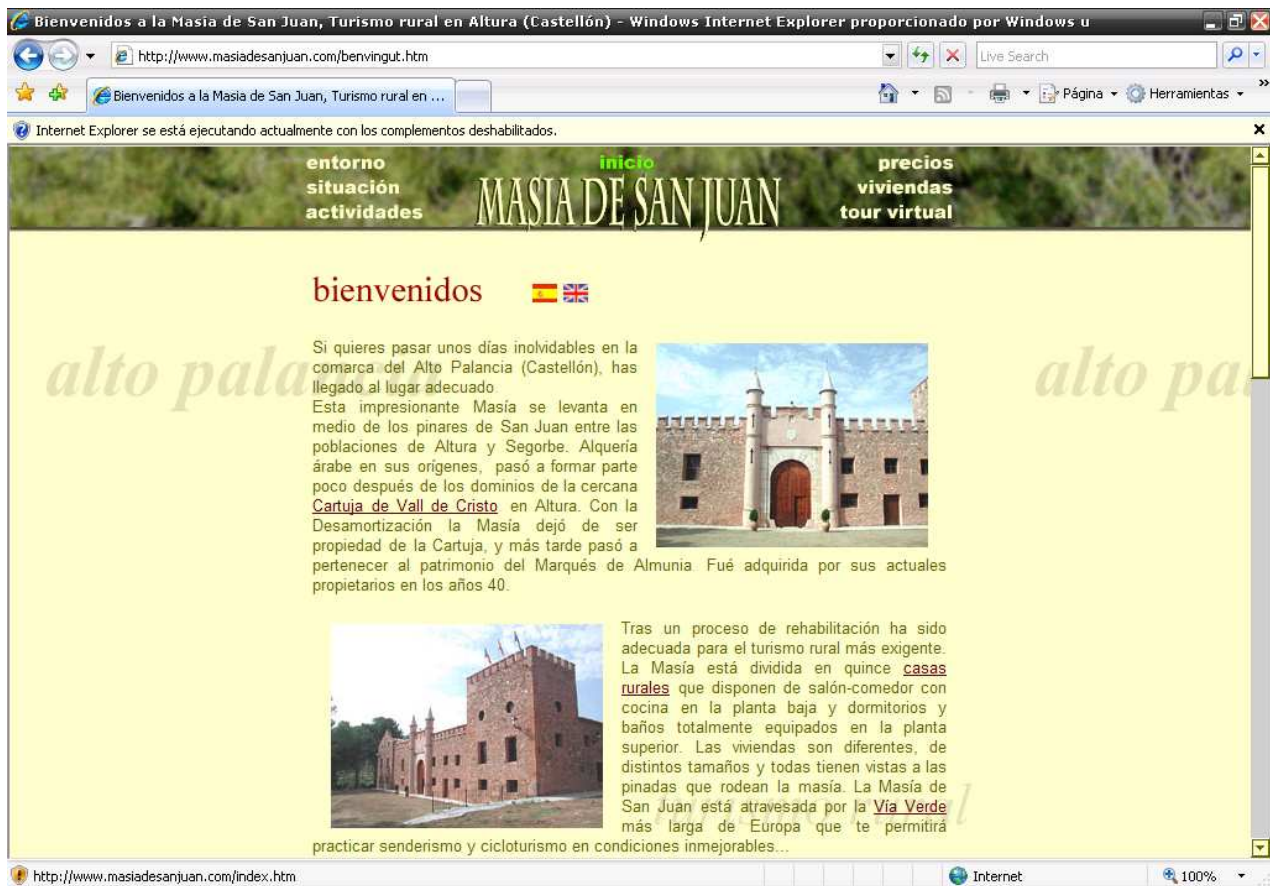 Bienvenidos a la Masia de San Juan, Turismo rural en Altura (Castellón) - Windows Internet Explorer proporcionado por Windows u
http://www.masiadesanjuan.com/benvingut.htm
Live Search
Bienvenidos a la Masia de San Juan, Turismo rural en ...
Página
Herramientas
»
Internet Explorer se está ejecutando actualmente con los complementos deshabilitados.
entorno
inicio
precios
situación
MASIA DE SAN JUAN
viviendas
actividades
tour virtual
bienvenidos
alto palancia
alto pal
Si quieres pasar unos días inolvidables en la
comarca del Alto Palancia (Castellón), has
llegado al lugar adecuado.
Esta impresionante Masía se levanta en
medio de los pinares de San Juan entre las
poblaciones de Altura y Segorbe. Alquería
árabe en sus orígenes, pasó a formar parte
poco después de los dominios de la cercana
Cartuja de Vall de Cristo en Altura. Con la
Desamortización la Masía dejó de ser
propiedad de la Cartuja, y más tarde pasó a
pertenecer al patrimonio del Marqués de Almunia. Fué adquirida por sus actuales
propietarios en los años 40.
Tras un proceso de rehabilitación ha sido
adecuada para el turismo rural más exigente.
La Masía está dividida en quince casas
rurales que disponen de salón-comedor con
cocina en la planta baja y dormitorios y
baños totalmente equipados en la planta
superior. Las viviendas son diferentes, de
distintos tamaños y todas tienen vistas a las
pinadas que rodean la masía. La Masía de
San Juan está atravesada por la Vía Verde
más larga de Europa que te permitirá
practicar senderismo y cicloturismo en condiciones inmejorables...
turismo rural
http://www.masiadesanjuan.com/index.htm
Internet
100%